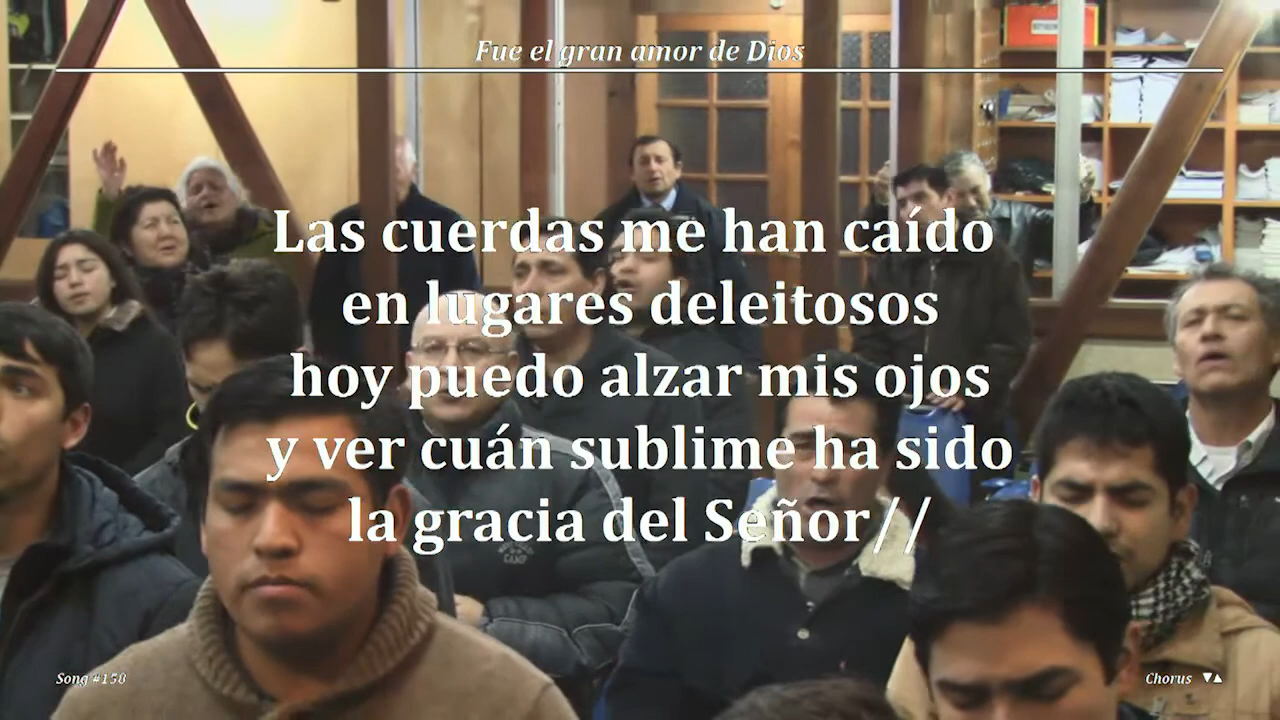 Fue el gran amor de Dios
Las cuerdas me han caído
en lugares deleitosos
hoy puedo alzar mis ojos
y ver cuán sublime ha sido
la gracia del Señor//
Song #158
Chorus ▼▲